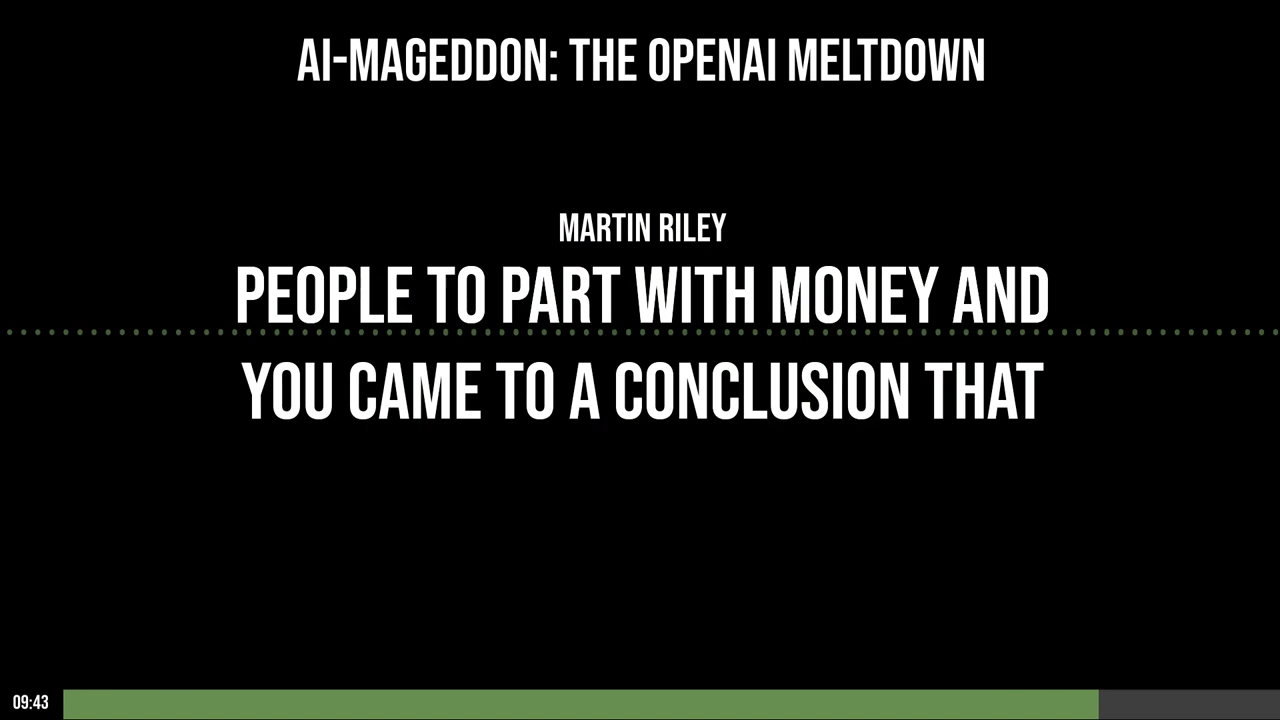 AI-MAGEDDON: THE OPENAI MELTDOWN
MARTIN RILEY
PEOPLE TO PART WITH MONEY AND
YOU CAME TO A CONCLUSION THAT
09:43